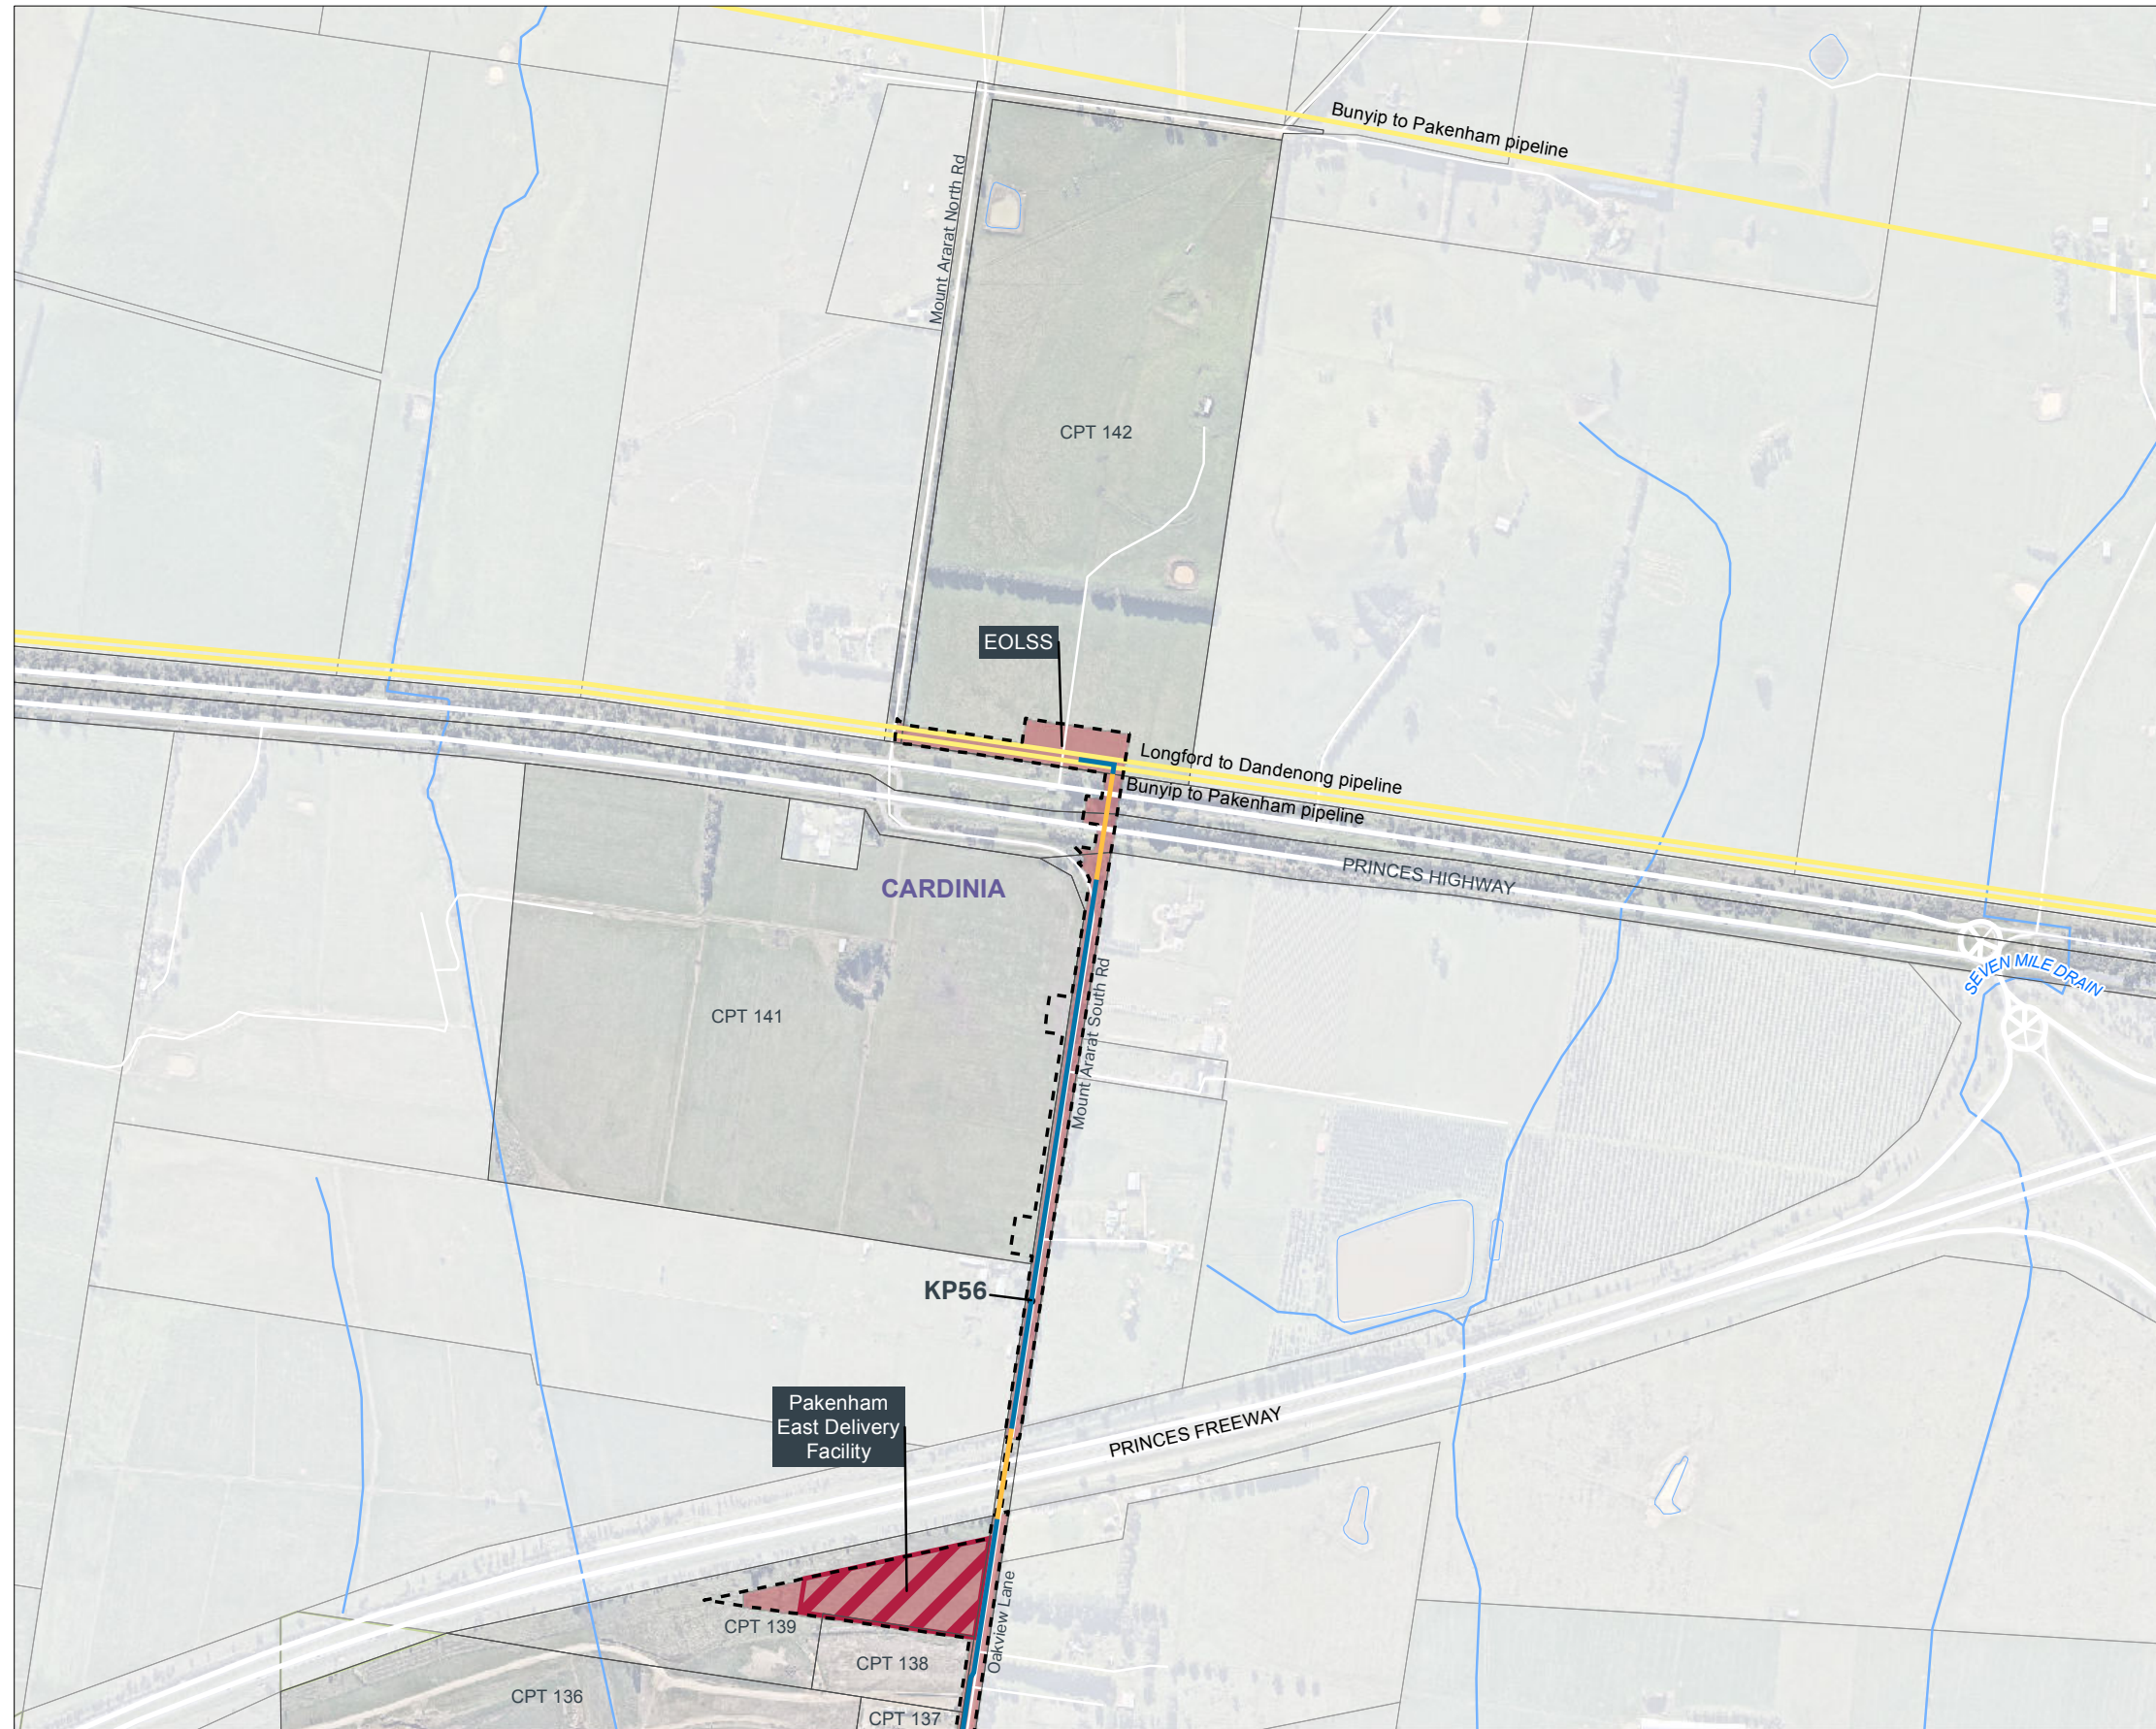 Bunyip to Pakenham pipeline
Mount Ararat North Rd
CPT 142
EOLSS
Longford to Dandenong pipeline
Bunyip to Pakenham pipeline
PRINCES HIGHWAY
CARDINIA
SEVEN MILE DRAIN
CPT 141
Mount Ararat South Rd
KP56
Pakenham
East Delivery
Facility
PRINCES FREEWAY
CPT 139
Oakview Lane
CPT 138
CPT 136
CPT 137